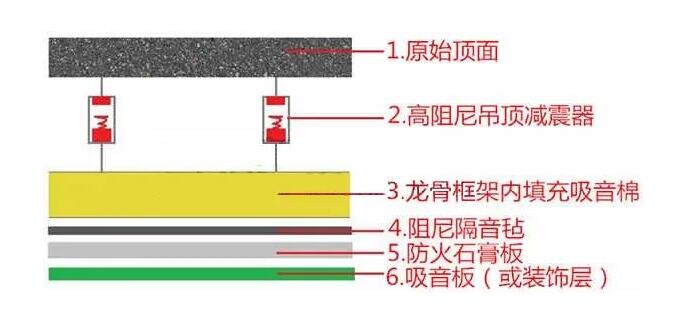 1.原始顶面
2.高阻尼吊顶减震器
3.龙骨框架内填充吸音棉
4.阻尼隔音毡
5.防火石膏板
6.吸音板（或装饰层）